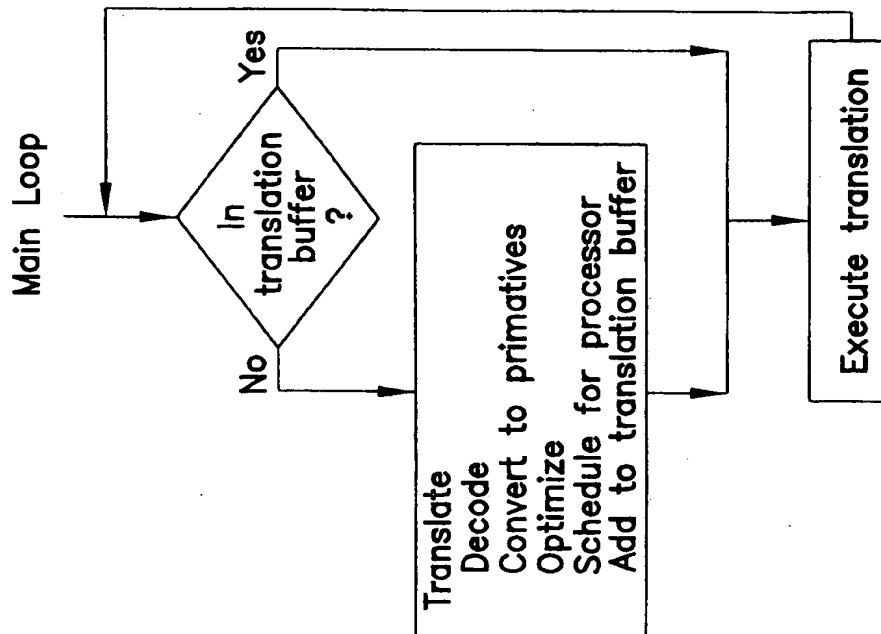 Main Loop
In
translation
buffer
?
Yes
No
Translate
Decode
Convert to primatives
Optimize
Schedule for processor
Add to translation buffer
Execute translation